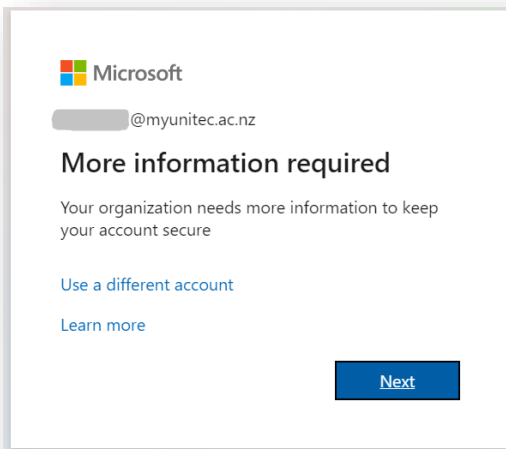 Microsoft
@myunitec.ac.nz
More information required
Your organization needs more information to keep
your account secure
Use a different account
Learn more
Next